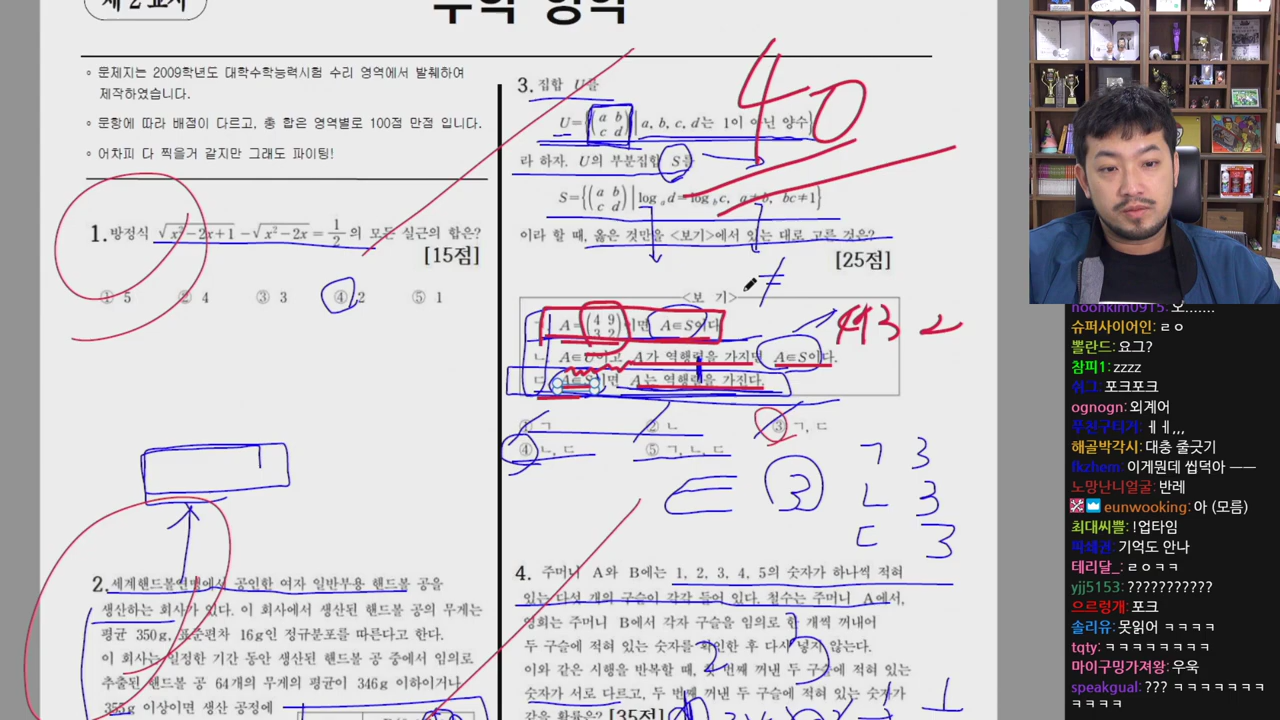 제 2 교시
수학 영역
◦ 문제지는 2009학년도 대학수학능력시험 수리 영역에서 발췌하여
제작하였습니다.
◦ 문항에 따라 배점이 다르고, 총 합은 영역별로 100점 만점 입니다.
◦ 어차피 다 찍을거 같지만 그래도 파이팅!
1. 방정식 √(x²−2x+1) −√(x²−2x) = 1/2 의 모든 실근의 합은?
[15점]
① 5 ② 4 ③ 3 ④ 2 ⑤ 1
2. 세계핸드볼연맹에서 공인한 여자 일반부용 핸드볼 공을
생산하는 회사가 있다. 이 회사에서 생산된 핸드볼 공의 무게는
평균 350g, 표준편차 16g인 정규분포를 따른다고 한다.
이 회사는 일정한 기간 동안 생산된 핸드볼 공 중에서 임의로
추출된 핸드볼 공 64개의 무게의 평균이 346g 이하이거나
355g 이상이면 생산 공정에
3. 집합 U를
U={(a b c d) | a, b, c, d는 1이 아닌 양수}
라 하자. U의 부분집합 S를
S={(a b c d) | log_a d=log_b c, a≠b, bc≠1}
이라 할 때, 옳은 것만을 <보기>에서 있는 대로 고른 것은?
[25점]
40
≠
<보 기>
ㄱ. A=(4 9 3 2)이면 A∈S이다.
ㄴ. A∈U이고 A가 역행렬을 가지면 A∈S이다.
ㄷ. A∈S이면 A는 역행렬을 가진다.
① ㄱ ② ㄴ ③ ㄱ, ㄷ
④ ㄴ, ㄷ ⑤ ㄱ, ㄴ, ㄷ
3
ㄱ 3
ㄴ 3
ㄷ 3
4. 주머니 A와 B에는 1, 2, 3, 4, 5의 숫자가 하나씩 적혀
있는 다섯 개의 구슬이 각각 들어 있다. 철수는 주머니 A에서,
영희는 주머니 B에서 각자 구슬을 임의로 한 개씩 꺼내어
두 구슬에 적혀 있는 숫자를 확인한 후 다시 넣지 않는다.
이와 같은 시행을 반복할 때, 첫 번째 꺼낸 두 구슬에 적혀 있는
숫자가 서로 다르고, 두 번째 꺼낸 두 구슬에 적혀 있는 숫자가
같을 확률은? [35점]
noonkim0915: 오.......
슈퍼사이어인: ㄹㅇ
뽈란드: 요그?
참피1: zzzz
싱그: 포크포크
ognogn: 외계어
푸진구티거: ㅔㅔ,,,
해골박각시: 대충 줄긋기
fkzhem: 이게뭔데 씹덕아 ㅡㅡ
노망난니얼굴: 반례
eunwooking: 아 (모름)
최대씨쁠: !업타임
파쇄권: 기억도 안나
테리달_: ㄹㅇㅋㅋ
yjj5153: ???????????
으르렁개: 포크
솔리유: 못읽어 ㅋㅋㅋㅋ
tqty: ㅋㅋㅋㅋㅋㅋㅋㅋ
마이구밍가져왕: 우욱
speakgual: ??? ㅋㅋㅋㅋㅋㅋㅋ
ㅋㅋㅋㅋ